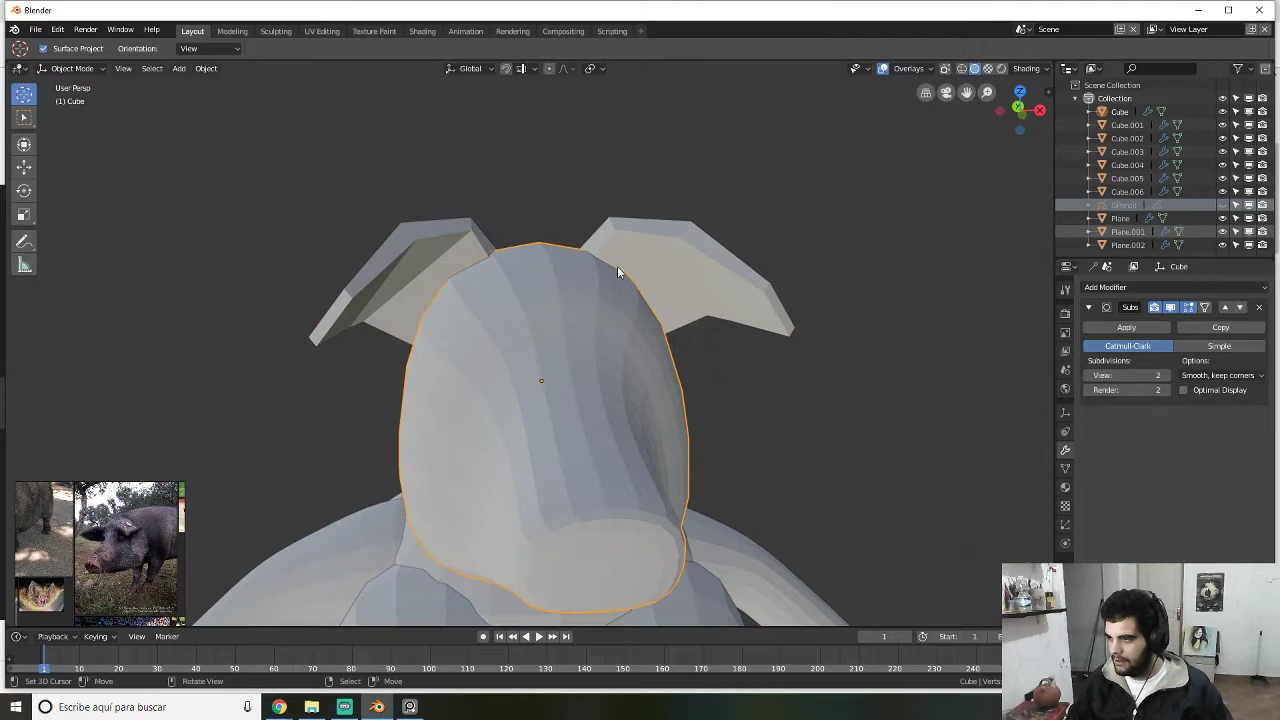 Blender
File Edit Render Window Help
Layout Modeling Sculpting UV Editing Texture Paint Shading Animation Rendering Compositing Scripting +
Scene
View Layer
Surface Project Orientation: View
Object Mode View Select Add Object
Global
Overlays
Shading
User Persp
(1) Cube
Z
Y
X
Scene Collection
Collection
Cube
Cube.001
Cube.002
Cube.003
Cube.004
Cube.005
Cube.006
GPencil
Plane
Plane.001
Plane.002
Cube
Add Modifier
Subs
Apply Copy
Catmull-Clark Simple
Subdivisions: Options:
View: 2 Smooth, keep corners
Render: 2 Optimal Display
Playback Keying View Marker
1 Start: 1
1 10 20 30 40 50 60 70 80 90 100 110 120 130 140 150 160 170 180 190 200 210 220 230 240
Set 3D Cursor Move Rotate View Select Move
Cube | Verts:
Escribe aquí para buscar